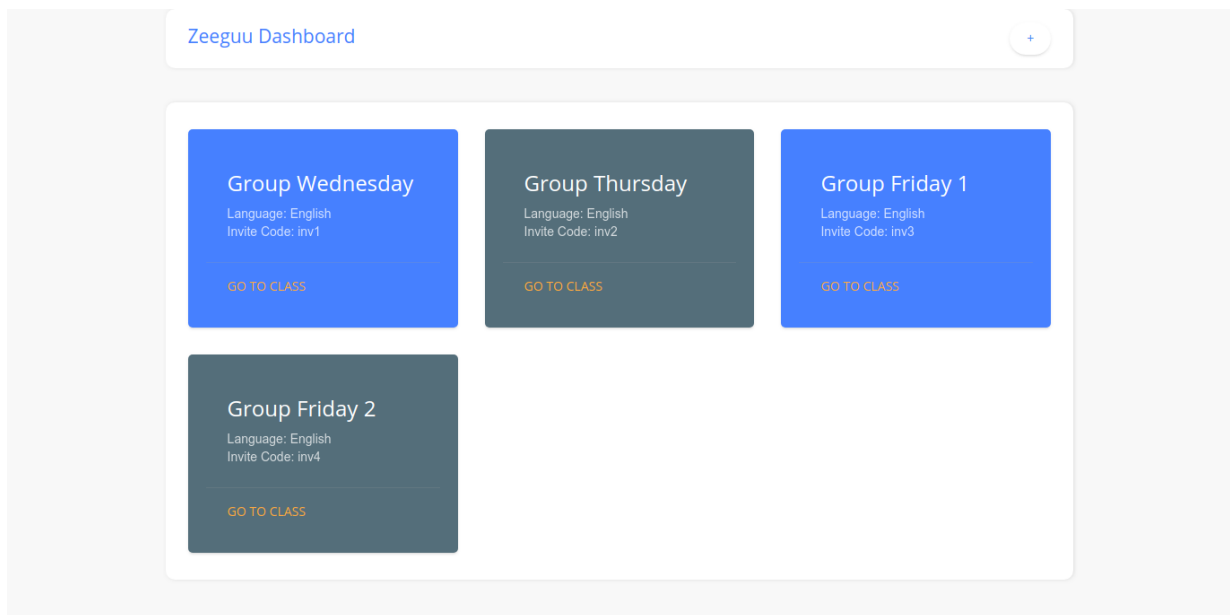 Zeeguu Dashboard
+
Group Wednesday
Language: English
Invite Code: inv1
GO TO CLASS
Group Thursday
Language: English
Invite Code: inv2
GO TO CLASS
Group Friday 1
Language: English
Invite Code: inv3
GO TO CLASS
Group Friday 2
Language: English
Invite Code: inv4
GO TO CLASS